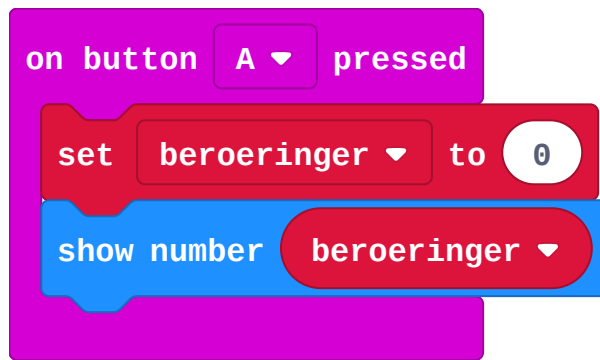 on button A pressed
set beroeringer to 0
show number beroeringer